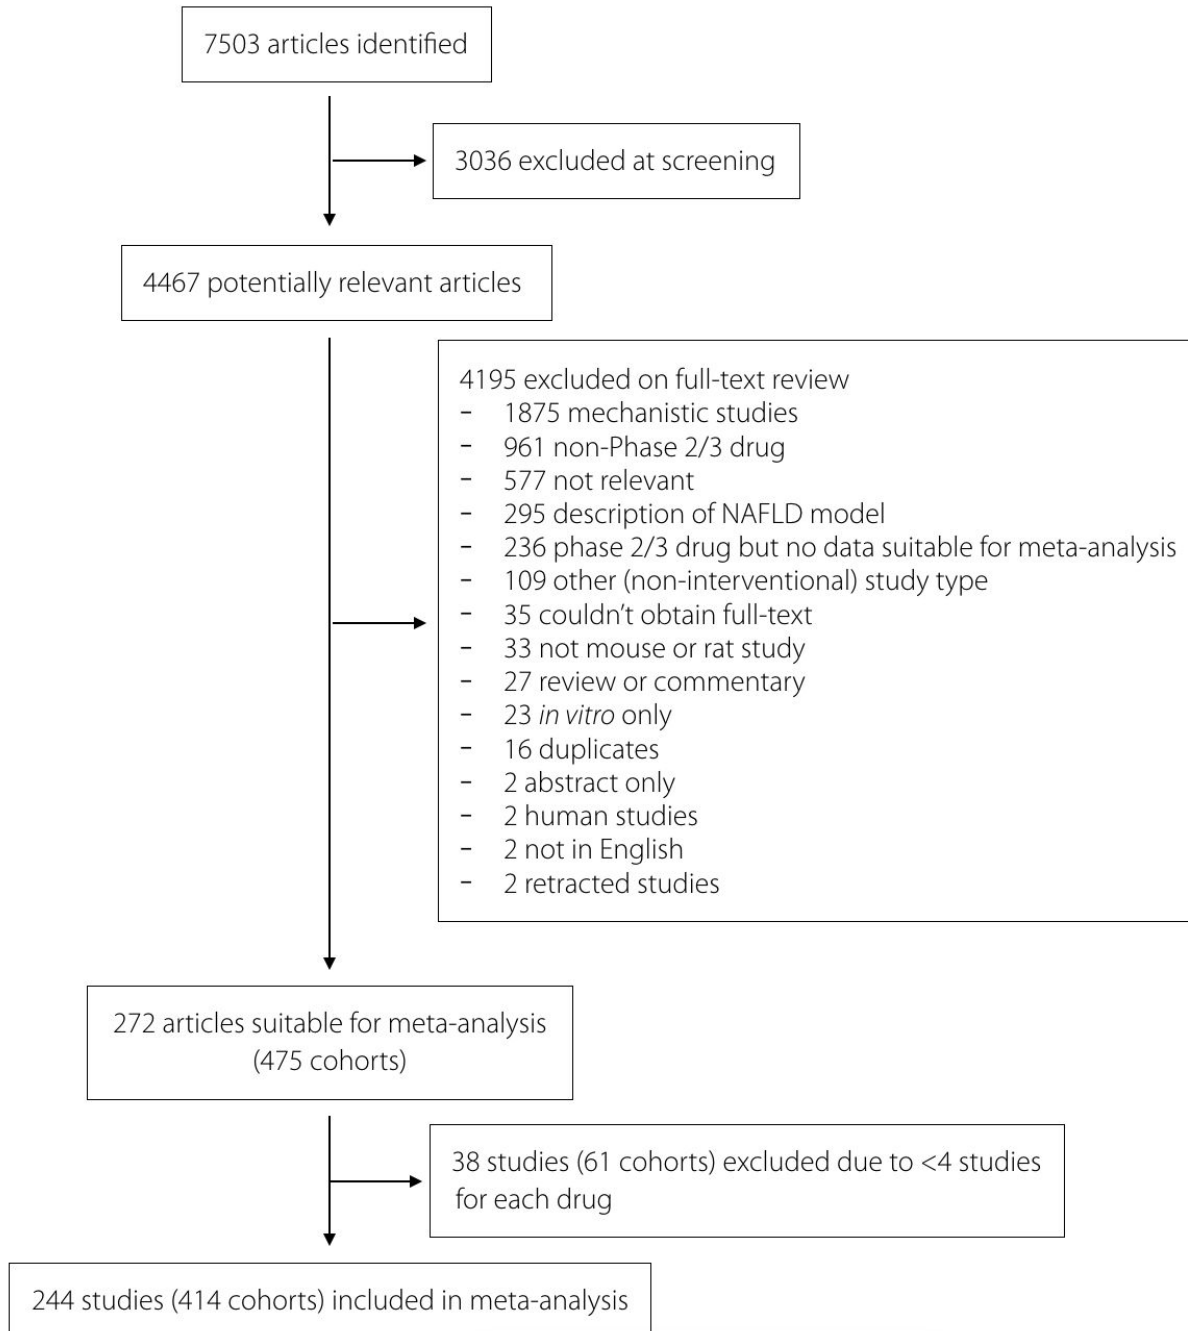 7503 articles identified
3036 excluded at screening
4467 potentially relevant articles
4195 excluded on full-text review
- 1875 mechanistic studies
- 961 non-Phase 2/3 drug
- 577 not relevant
- 295 description of NAFLD model
- 236 phase 2/3 drug but no data suitable for meta-analysis
- 109 other (non-interventional) study type
- 35 couldn’t obtain full-text
- 33 not mouse or rat study
- 27 review or commentary
- 23 in vitro only
- 16 duplicates
- 2 abstract only
- 2 human studies
- 2 not in English
- 2 retracted studies
272 articles suitable for meta-analysis
(475 cohorts)
38 studies (61 cohorts) excluded due to <4 studies
for each drug
244 studies (414 cohorts) included in meta-analysis